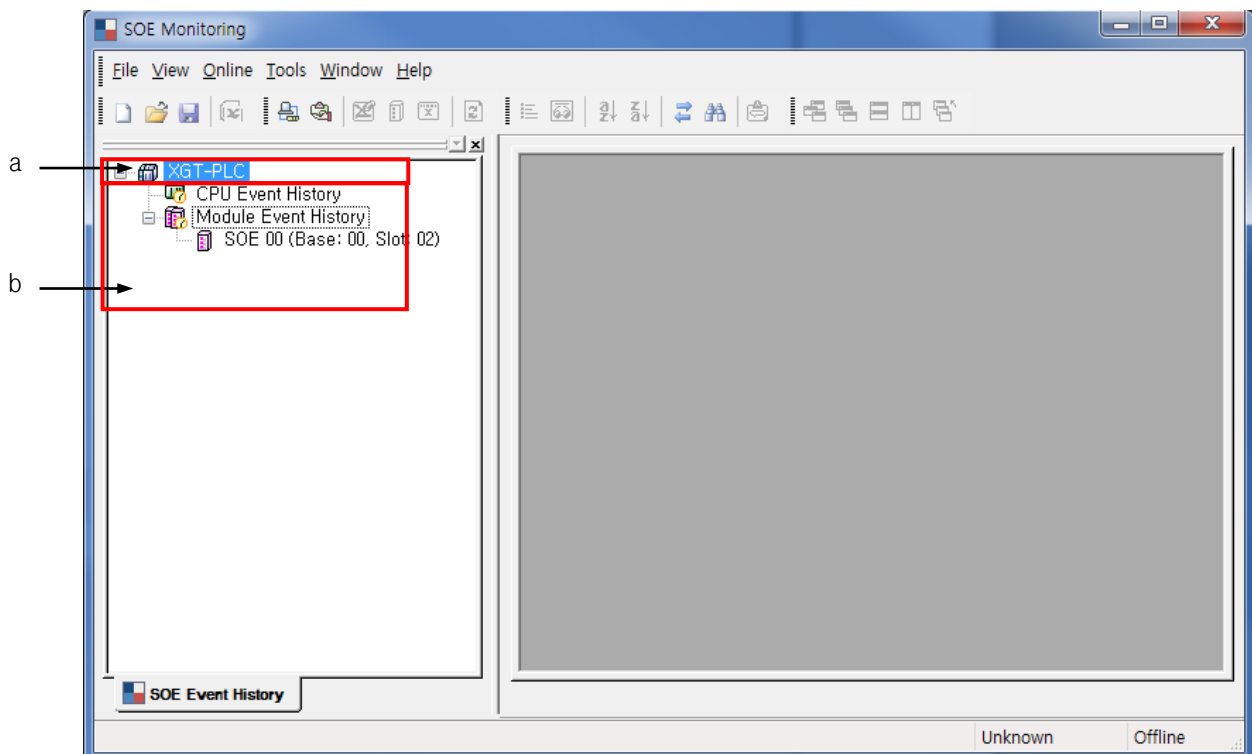 SOE Monitoring
File View Online Tools Window Help
a
XGT-PLC
CPU Event History
Module Event History
SOE 00 (Base: 00, Slot: 02)
b
SOE Event History
Unknown Offline